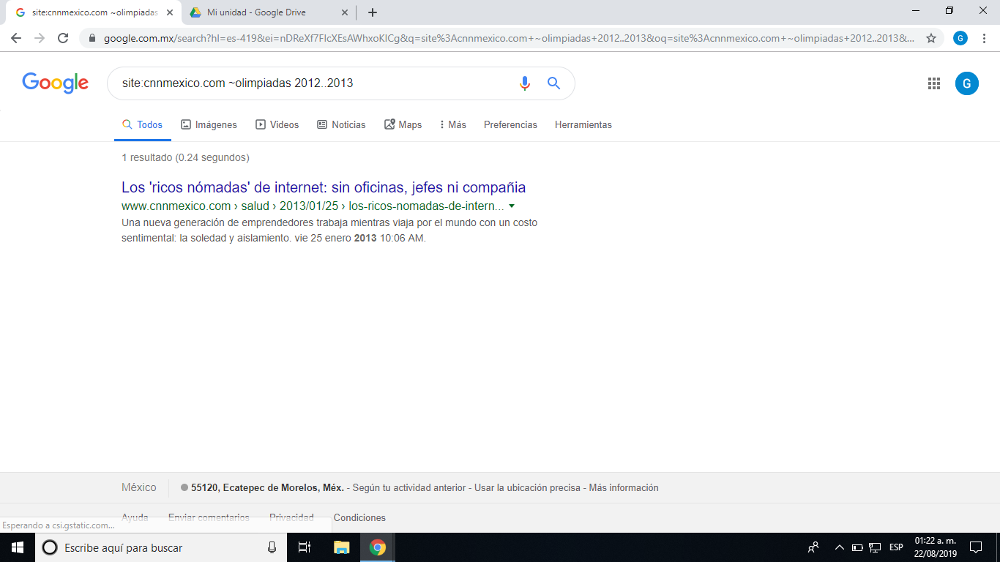 site:cnnmexico.com ~olimpiadas
Mi unidad - Google Drive
google.com.mx/search?hl=es-419&ei=nDReXf7FIcXEsAWhxoKICg&q=site%3Acnnmexico.com+~olimpiadas+2012..2013&oq=site%3Acnnmexico.com+~olimpiadas+2012..2013&...
G
Google
site:cnnmexico.com ~olimpiadas 2012..2013
G
Todos Imágenes Videos Noticias Maps Más Preferencias Herramientas
1 resultado (0.24 segundos)
Los 'ricos nómadas' de internet: sin oficinas, jefes ni compañia
www.cnnmexico.com › salud › 2013/01/25 › los-ricos-nomadas-de-intern...
Una nueva generación de emprendedores trabaja mientras viaja por el mundo con un costo
sentimental: la soledad y aislamiento. vie 25 enero 2013 10:06 AM.
México 55120, Ecatepec de Morelos, Méx. - Según tu actividad anterior - Usar la ubicación precisa - Más información
Ayuda Enviar comentarios Privacidad Condiciones
Esperando a csi.gstatic.com...
Escribe aquí para buscar
ESP
01:22 a. m.
22/08/2019